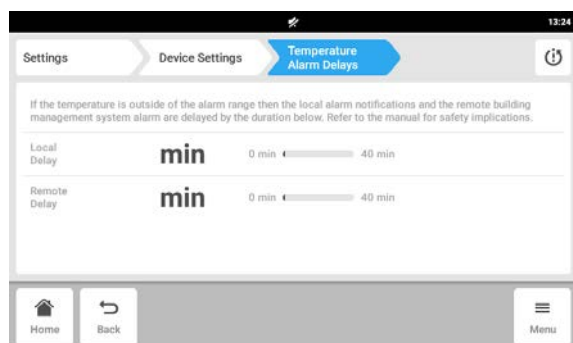 13:24
Settings
Device Settings
Temperature
Alarm Delays
If the temperature is outside of the alarm range then the local alarm notifications and the remote building
management system alarm are delayed by the duration below. Refer to the manual for safety implications.
Local
Delay
min
0 min
40 min
Remote
Delay
min
0 min
40 min
Home
Back
Menu